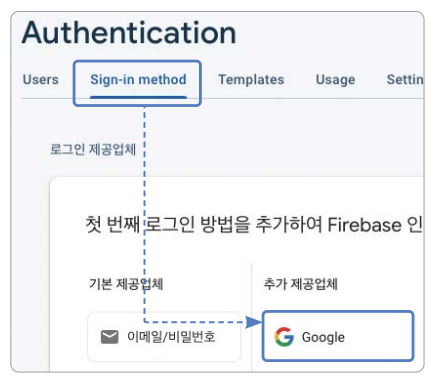 Authentication
Users Sign-in method Templates Usage Settin
로그인 제공업체
첫 번째 로그인 방법을 추가하여 Firebase 인
기본 제공업체 추가 제공업체
이메일/비밀번호 Google